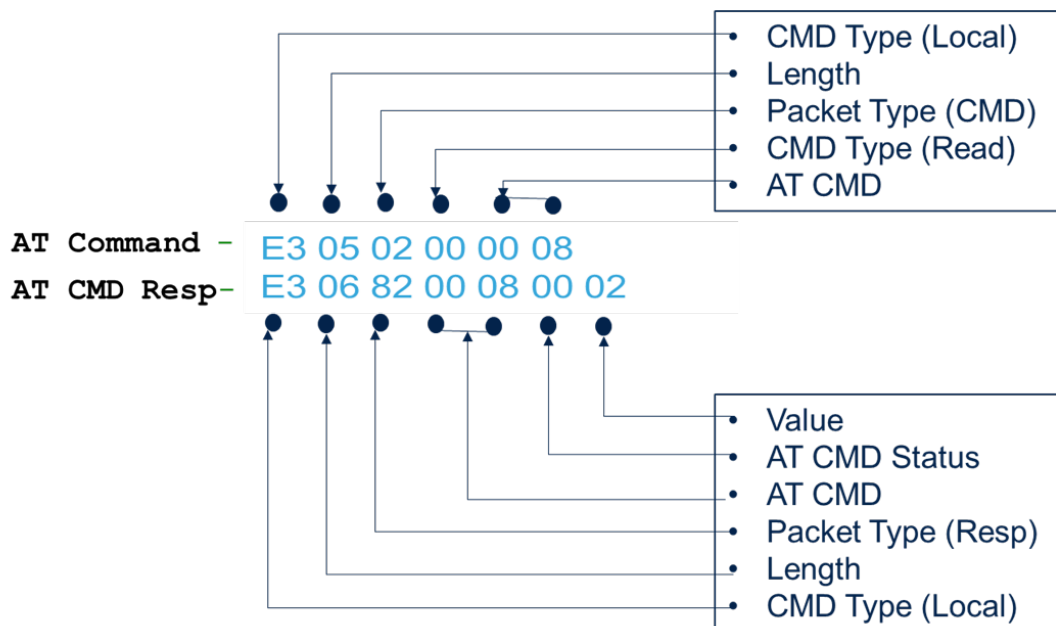 CMD Type (Local)
Length
Packet Type (CMD)
CMD Type (Read)
AT CMD
AT Command - E3 05 02 00 00 08
AT CMD Resp- E3 06 82 00 08 00 02
Value
AT CMD Status
AT CMD
Packet Type (Resp)
Length
CMD Type (Local)